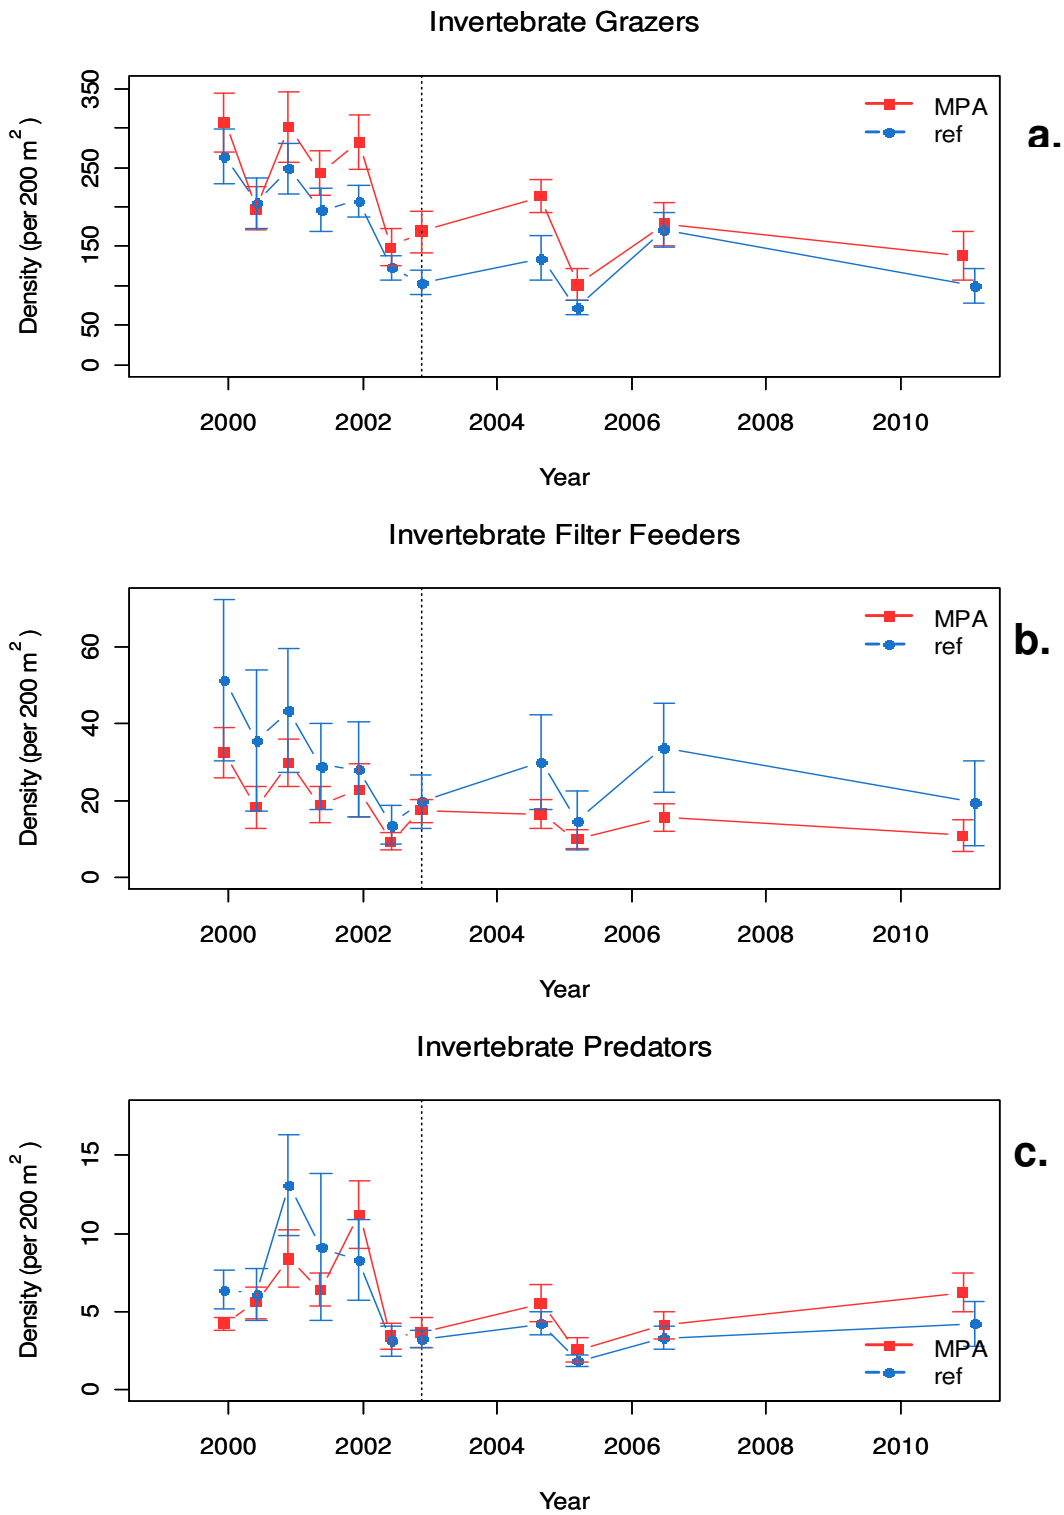 Invertebrate Grazers
Density (per 200 m²)
350
250
150
50
0
MPA
ref
a.
2000 2002 2004 2006 2008 2010
Year
Invertebrate Filter Feeders
Density (per 200 m²)
60
40
20
0
MPA
ref
b.
2000 2002 2004 2006 2008 2010
Year
Invertebrate Predators
Density (per 200 m²)
15
10
5
0
MPA
ref
c.
2000 2002 2004 2006 2008 2010
Year